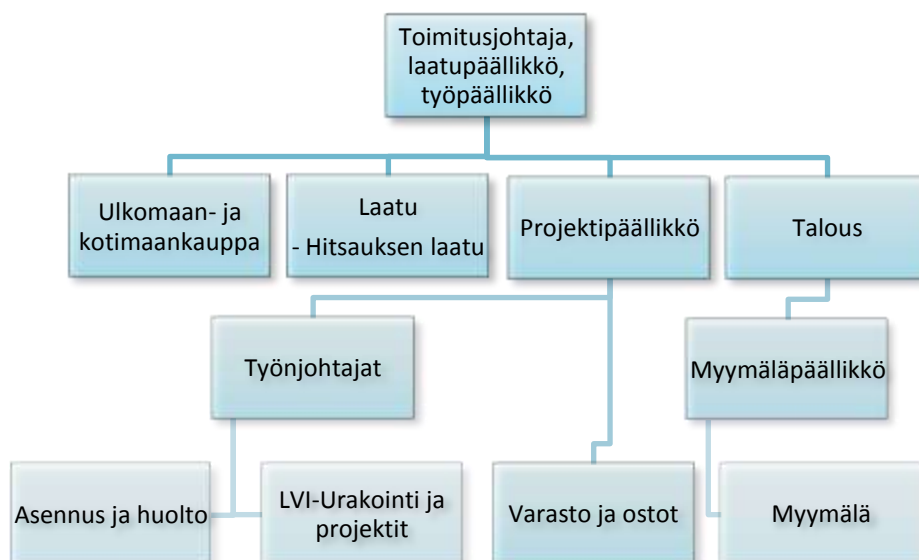 Toimitusjohtaja,
laatupäällikkö,
työpäällikkö
Ulkomaan- ja
kotimaankauppa
Laatu
- Hitsauksen laatu
Projektipäällikkö
Talous
Työnjohtajat
Myymäläpäällikkö
Asennus ja huolto
LVI-Urakointi ja
projektit
Varasto ja ostot
Myymälä